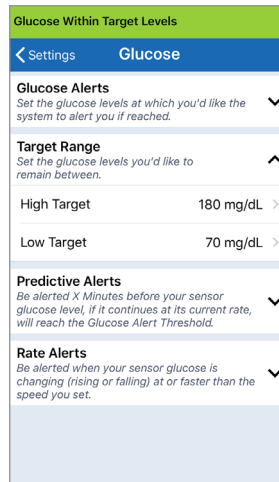 Glucose Within Target Levels
Settings
Glucose
Glucose Alerts
Set the glucose levels at which you'd like the
system to alert you if reached.
Target Range
Set the glucose levels you'd like to
remain between.
High Target 180 mg/dL
Low Target 70 mg/dL
Predictive Alerts
Be alerted X Minutes before your sensor
glucose level, if it continues at its current rate,
will reach the Glucose Alert Threshold.
Rate Alerts
Be alerted when your sensor glucose is
changing (rising or falling) at or faster than the
speed you set.